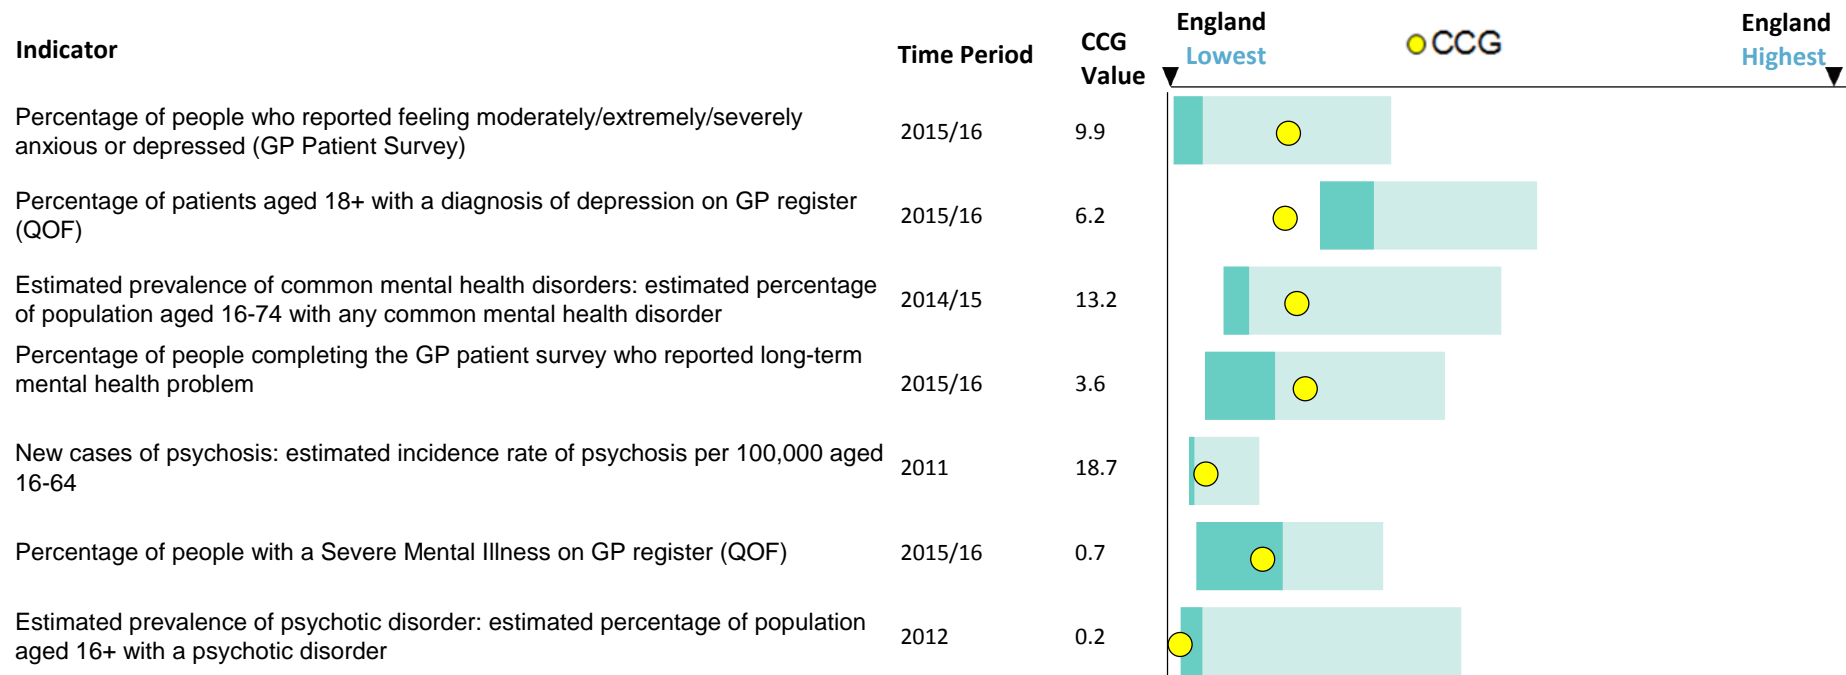 Indicator
Time Period
CCG
Value
England
Lowest
CCG
England
Highest
Percentage of people who reported feeling moderately/extremely/severely
anxious or depressed (GP Patient Survey)
2015/16
9.9
Percentage of patients aged 18+ with a diagnosis of depression on GP register
(QOF)
2015/16
6.2
Estimated prevalence of common mental health disorders: estimated percentage
of population aged 16-74 with any common mental health disorder
2014/15
13.2
Percentage of people completing the GP patient survey who reported long-term
mental health problem
2015/16
3.6
New cases of psychosis: estimated incidence rate of psychosis per 100,000 aged
16-64
2011
18.7
Percentage of people with a Severe Mental Illness on GP register (QOF)
2015/16
0.7
Estimated prevalence of psychotic disorder: estimated percentage of population
aged 16+ with a psychotic disorder
2012
0.2